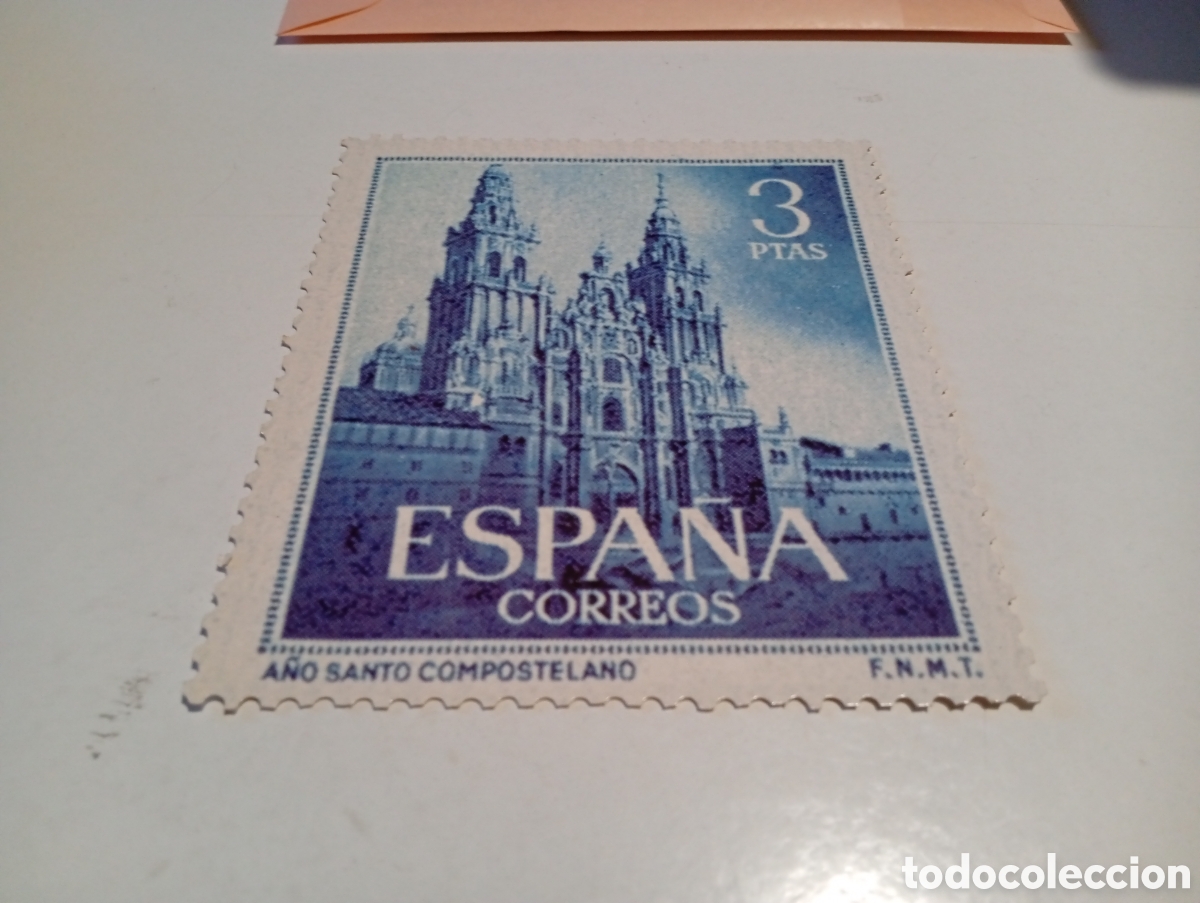 3
PTAS
ESPAÑA
CORREOS
AÑO SANTO COMPOSTELANO F.N.M.T.
todocoleccion